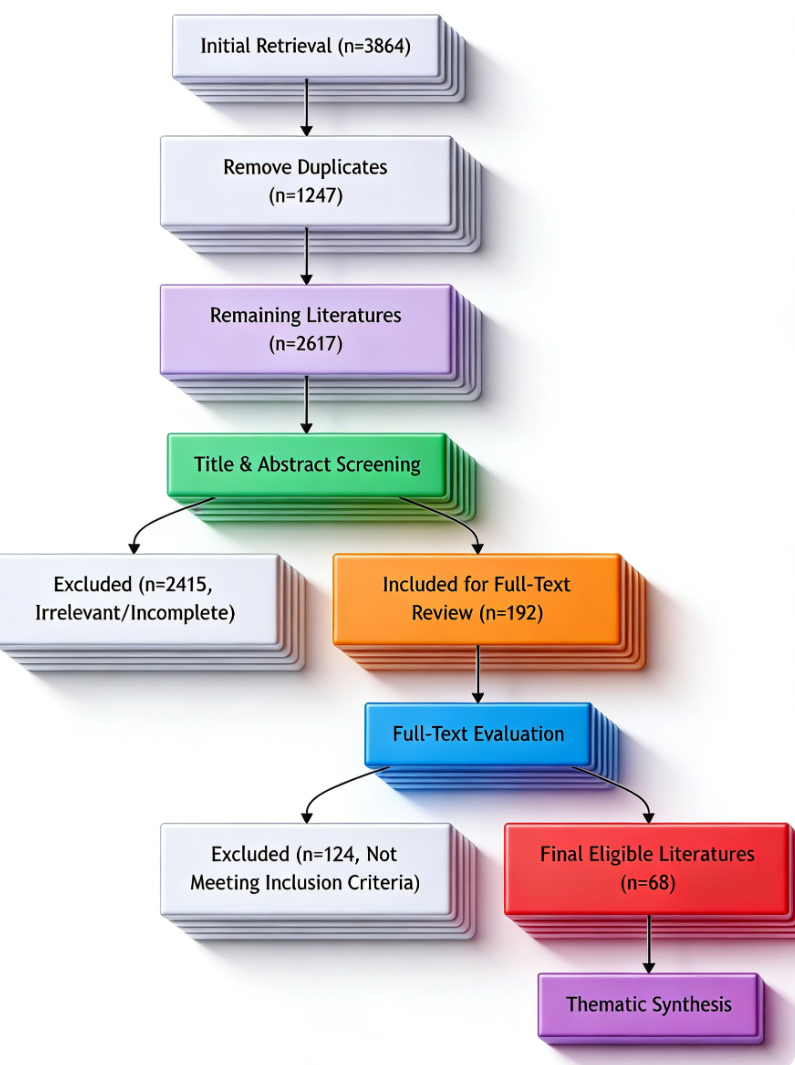 Initial Retrieval (n=3864)
Remove Duplicates
(n=1247)
Remaining Literatures
(n=2617)
Title & Abstract Screening
Excluded (n=2415,
Irrelevant/Incomplete)
Included for Full-Text
Review (n=192)
Full-Text Evaluation
Excluded (n=124, Not
Meeting Inclusion Criteria)
Final Eligible Literatures
(n=68)
Thematic Synthesis